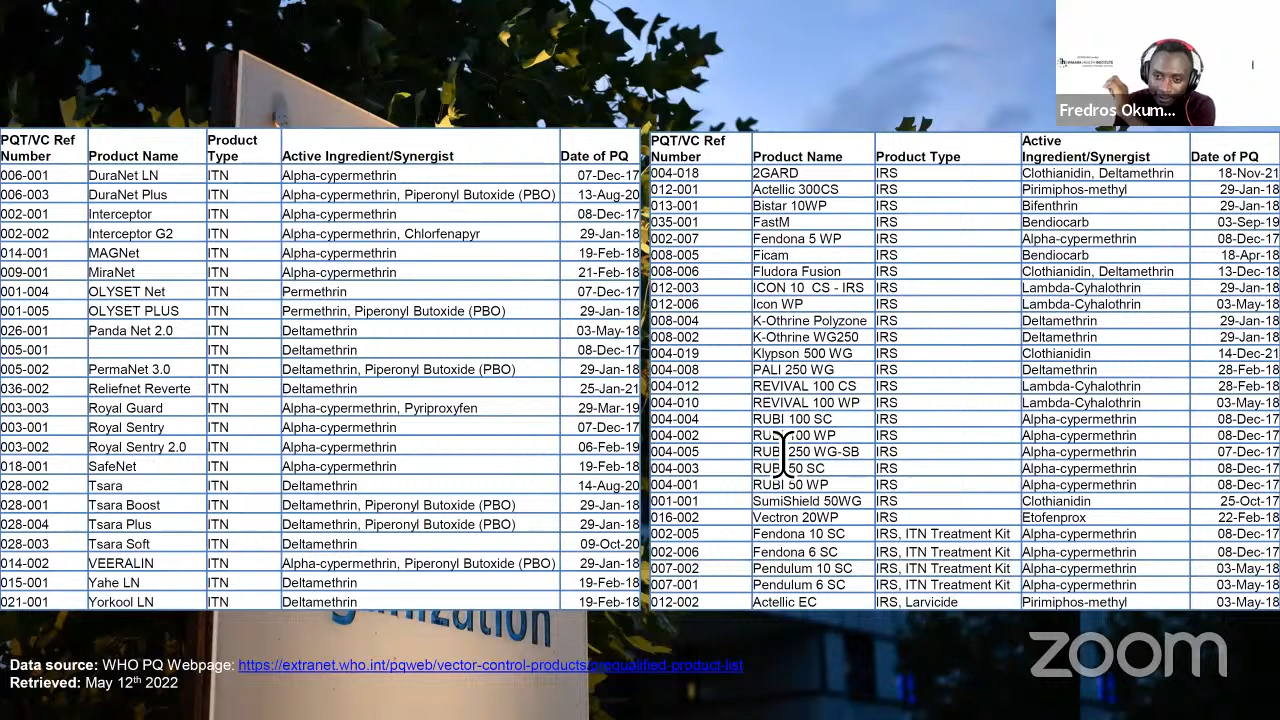 IFAKARA HEALTH INSTITUTE
Fredros Okum...
PQT/VC Ref Number Product Name Product Type Active Ingredient/Synergist Date of PQ
006-001 DuraNet LN ITN Alpha-cypermethrin 07-Dec-17
006-003 DuraNet Plus ITN Alpha-cypermethrin, Piperonyl Butoxide (PBO) 13-Aug-20
002-001 Interceptor ITN Alpha-cypermethrin 08-Dec-17
002-002 Interceptor G2 ITN Alpha-cypermethrin, Chlorfenapyr 29-Jan-18
014-001 MAGNet ITN Alpha-cypermethrin 19-Feb-18
009-001 MiraNet ITN Alpha-cypermethrin 21-Feb-18
001-004 OLYSET Net ITN Permethrin 07-Dec-17
001-005 OLYSET PLUS ITN Permethrin, Piperonyl Butoxide (PBO) 29-Jan-18
026-001 Panda Net 2.0 ITN Deltamethrin 03-May-18
005-001 ITN Deltamethrin 08-Dec-17
005-002 PermaNet 3.0 ITN Deltamethrin, Piperonyl Butoxide (PBO) 29-Jan-18
036-002 Reliefnet Reverte ITN Deltamethrin 25-Jan-21
003-003 Royal Guard ITN Alpha-cypermethrin, Pyriproxyfen 29-Mar-19
003-001 Royal Sentry ITN Alpha-cypermethrin 07-Dec-17
003-002 Royal Sentry 2.0 ITN Alpha-cypermethrin 06-Feb-19
018-001 SafeNet ITN Alpha-cypermethrin 19-Feb-18
028-002 Tsara ITN Deltamethrin 14-Aug-20
028-001 Tsara Boost ITN Deltamethrin, Piperonyl Butoxide (PBO) 29-Jan-18
028-004 Tsara Plus ITN Deltamethrin, Piperonyl Butoxide (PBO) 29-Jan-18
028-003 Tsara Soft ITN Deltamethrin 09-Oct-20
014-002 VEERALIN ITN Alpha-cypermethrin, Piperonyl Butoxide (PBO) 29-Jan-18
015-001 Yahe LN ITN Deltamethrin 19-Feb-18
021-001 Yorkool LN ITN Deltamethrin 19-Feb-18
PQT/VC Ref Number Product Name Product Type Active Ingredient/Synergist Date of PQ
004-018 2GARD IRS Clothianidin, Deltamethrin 18-Nov-21
012-001 Actellic 300CS IRS Pirimiphos-methyl 29-Jan-18
013-001 Bistar 10WP IRS Bifenthrin 29-Jan-18
035-001 FastM IRS Bendiocarb 03-Sep-19
002-007 Fendona 5 WP IRS Alpha-cypermethrin 08-Dec-17
008-005 Ficam IRS Bendiocarb 18-Apr-18
008-006 Fludora Fusion IRS Clothianidin, Deltamethrin 13-Dec-18
012-003 ICON 10 CS - IRS IRS Lambda-Cyhalothrin 29-Jan-18
012-006 Icon WP IRS Lambda-Cyhalothrin 03-May-18
008-004 K-Othrine Polyzone IRS Deltamethrin 29-Jan-18
008-002 K-Othrine WG250 IRS Deltamethrin 29-Jan-18
004-019 Klypson 500 WG IRS Clothianidin 14-Dec-21
004-008 PALI 250 WG IRS Deltamethrin 28-Feb-18
004-012 REVIVAL 100 CS IRS Lambda-Cyhalothrin 28-Feb-18
004-010 REVIVAL 100 WP IRS Lambda-Cyhalothrin 03-May-18
004-004 RUBI 100 SC IRS Alpha-cypermethrin 08-Dec-17
004-002 RUBI 100 WP IRS Alpha-cypermethrin 08-Dec-17
004-005 RUBI 250 WG-SB IRS Alpha-cypermethrin 07-Dec-17
004-003 RUBI 50 SC IRS Alpha-cypermethrin 08-Dec-17
004-001 RUBI 50 WP IRS Alpha-cypermethrin 08-Dec-17
001-001 SumiShield 50WG IRS Clothianidin 25-Oct-17
016-002 Vectron 20WP IRS Etofenprox 22-Feb-18
002-005 Fendona 10 SC IRS, ITN Treatment Kit Alpha-cypermethrin 08-Dec-17
002-006 Fendona 6 SC IRS, ITN Treatment Kit Alpha-cypermethrin 08-Dec-17
007-002 Pendulum 10 SC IRS, ITN Treatment Kit Alpha-cypermethrin 03-May-18
007-001 Pendulum 6 SC IRS, ITN Treatment Kit Alpha-cypermethrin 03-May-18
012-002 Actellic EC IRS, Larvicide Pirimiphos-methyl 03-May-18
ganization
Data source: WHO PQ Webpage: https://extranet.who.int/pqweb/vector-control-products/prequalified-product-list
Retrieved: May 12th 2022
zoom